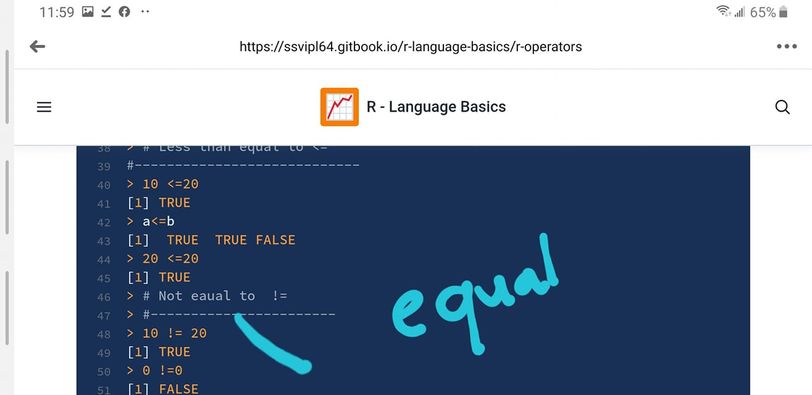 11:59 65%
https://ssvipl64.gitbook.io/r-language-basics/r-operators
R - Language Basics
38 > # Less than equal to <=
39 #----------------------------
40 > 10 <=20
41 [1] TRUE
42 > a<=b
43 [1]  TRUE  TRUE FALSE
44 > 20 <=20
45 [1] TRUE
46 > # Not eaual to  !=
47 > #-----------------------
48 > 10 != 20
49 [1] TRUE
50 > 0 !=0
51 [1] FALSE
equal